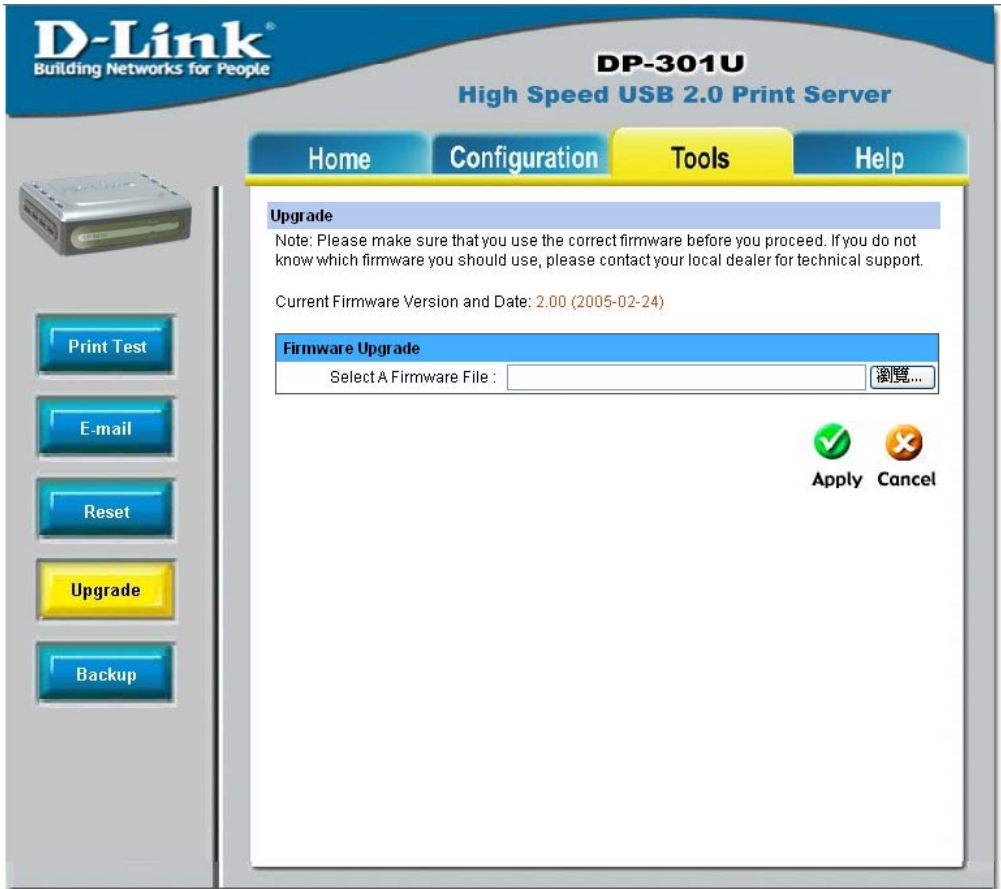 D-Link
Building Networks for People
DP-301U
High Speed USB 2.0 Print Server
Home
Configuration
Tools
Help
Print Test
E-mail
Reset
Upgrade
Backup
Upgrade
Note: Please make sure that you use the correct firmware before you proceed. If you do not
know which firmware you should use, please contact your local dealer for technical support.
Current Firmware Version and Date: 2.00 (2005-02-24)
Firmware Upgrade
Select A Firmware File :
瀏覽...
Apply
Cancel